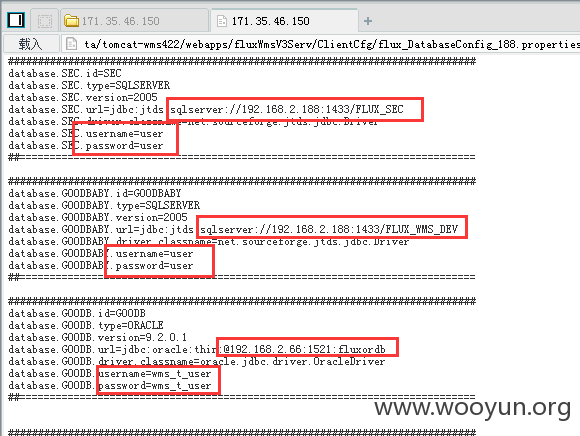 171.35.46.150
171.35.46.150
载入
ta/tomcat-wms422/webapps/fluxWmsV3Serv/ClientCfg/flux_DatabaseConfig_188.properties
################################################################################
database.SEC.id=SEC
database.SEC.type=SQLSERVER
database.SEC.version=2005
database.SEC.url=jdbc:jtds:sqlserver://192.168.2.188:1433/FLUX_SEC
database.SEC.driver.classname=net.sourceforge.jtds.jdbc.Driver
database.SEC.username=user
database.SEC.password=user
##==============================================================================
################################################################################
database.GOODBABY.id=GOODBABY
database.GOODBABY.type=SQLSERVER
database.GOODBABY.version=2005
database.GOODBABY.url=jdbc:jtds:sqlserver://192.168.2.188:1433/FLUX_WMS_DEV
database.GOODBABY.driver.classname=net.sourceforge.jtds.jdbc.Driver
database.GOODBABY.username=user
database.GOODBABY.password=user
##==============================================================================
################################################################################
database.GOODB.id=GOODB
database.GOODB.type=ORACLE
database.GOODB.version=9.2.0.1
database.GOODB.url=jdbc:oracle:thin:@192.168.2.66:1521:fluxordb
database.GOODB.driver.classname=oracle.jdbc.driver.OracleDriver
database.GOODB.username=wms_t_user
database.GOODB.password=wms_t_user
##==============================================================================
www.wooyun.org
################################################################################